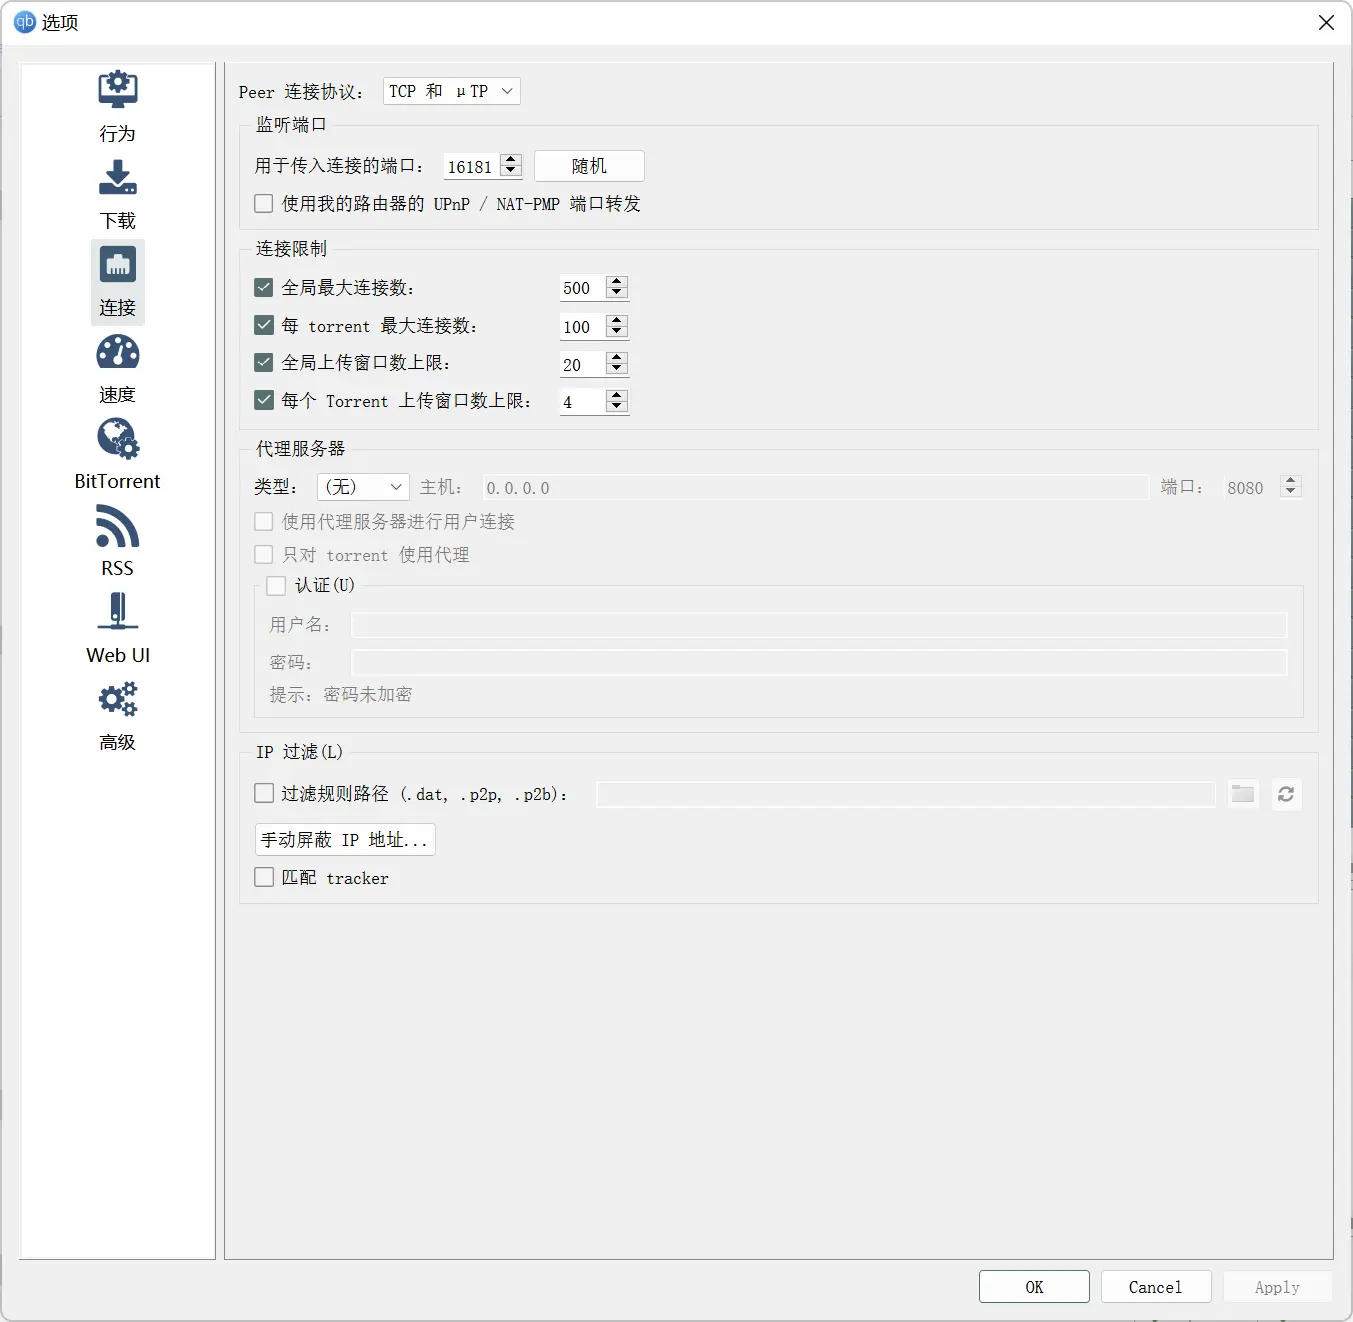 qb 选项
行为
下载
连接
速度
BitTorrent
RSS
Web UI
高级
Peer 连接协议： TCP 和 μTP
监听端口
用于传入连接的端口： 16181 随机
使用我的路由器的 UPnP / NAT-PMP 端口转发
连接限制
全局最大连接数： 500
每 torrent 最大连接数： 100
全局上传窗口数上限： 20
每个 Torrent 上传窗口数上限： 4
代理服务器
类型： (无) 主机： 0.0.0.0 端口： 8080
使用代理服务器进行用户连接
只对 torrent 使用代理
认证(U)
用户名：
密码：
提示：密码未加密
IP 过滤(L)
过滤规则路径 (.dat, .p2p, .p2b)：
手动屏蔽 IP 地址...
匹配 tracker
OK Cancel Apply